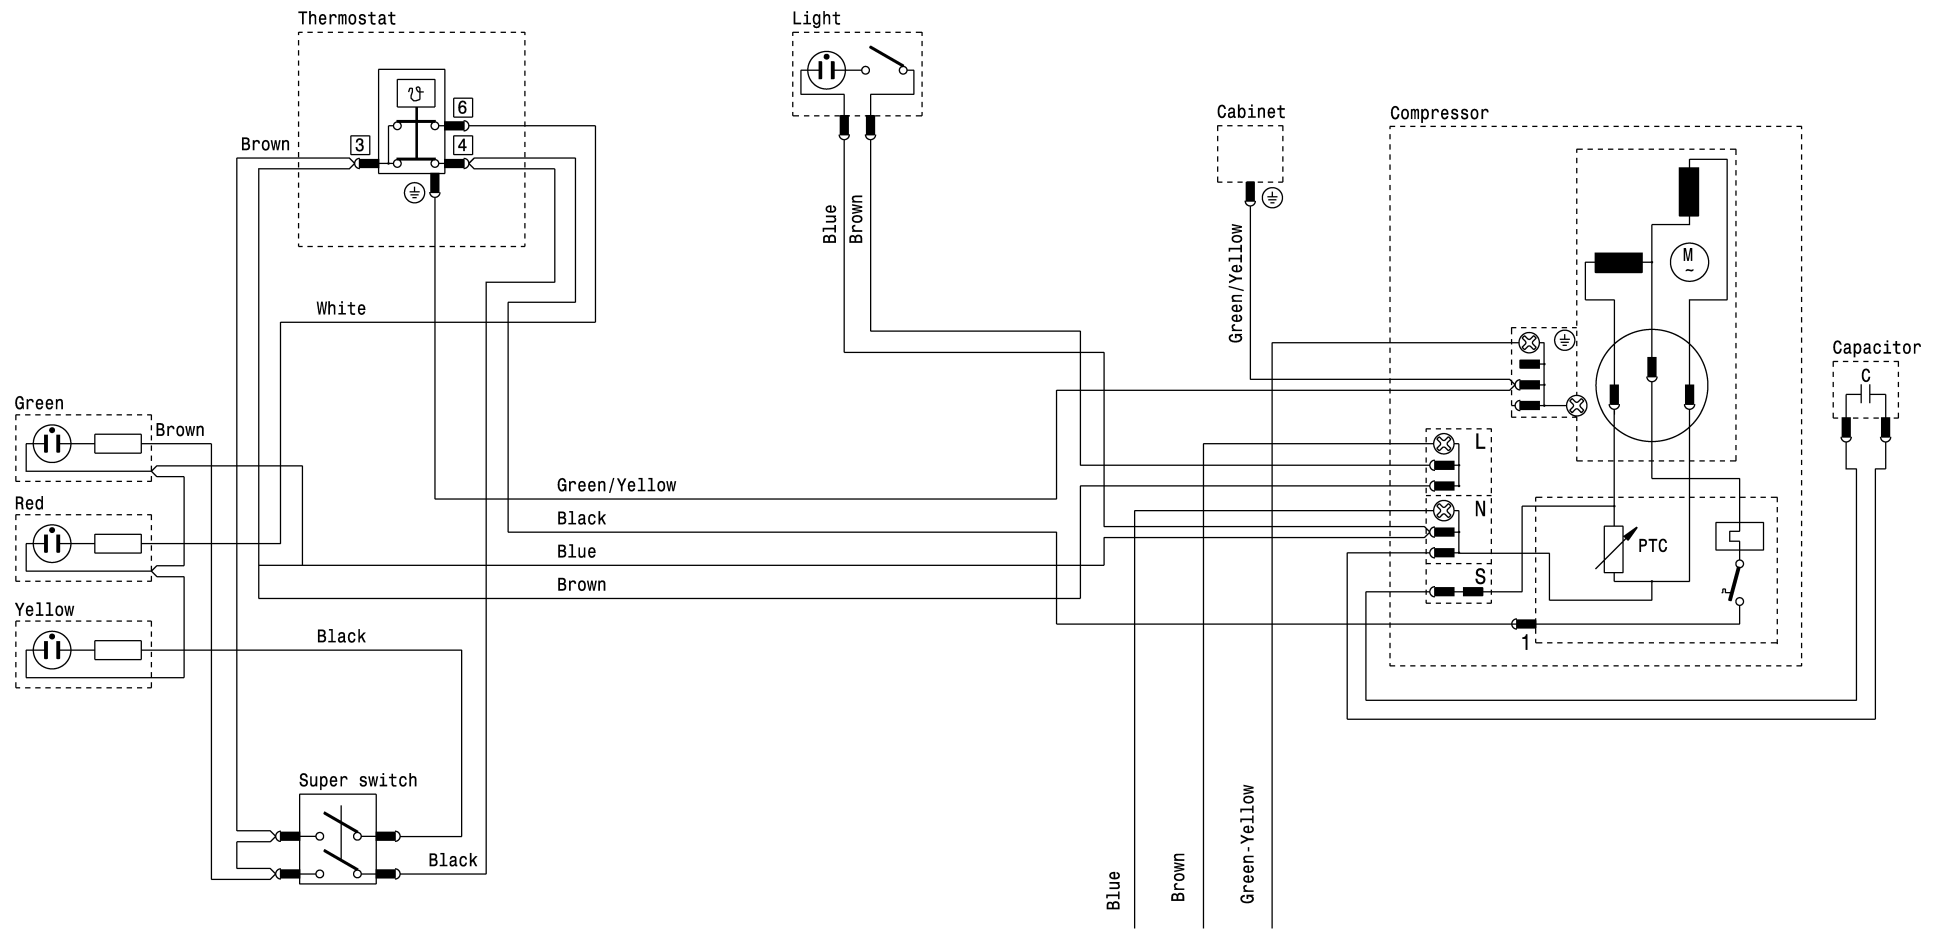 Thermostat
Light
Cabinet
Compressor
ϑ
6
3
4
Brown
Blue
Brown
Green/Yellow
M
~
White
Capacitor
C
Green
Brown
L
Green/Yellow
Red
N
Black
Blue
PTC
Brown
S
Yellow
Black
1
Super switch
Black
Blue
Brown
Green-Yellow